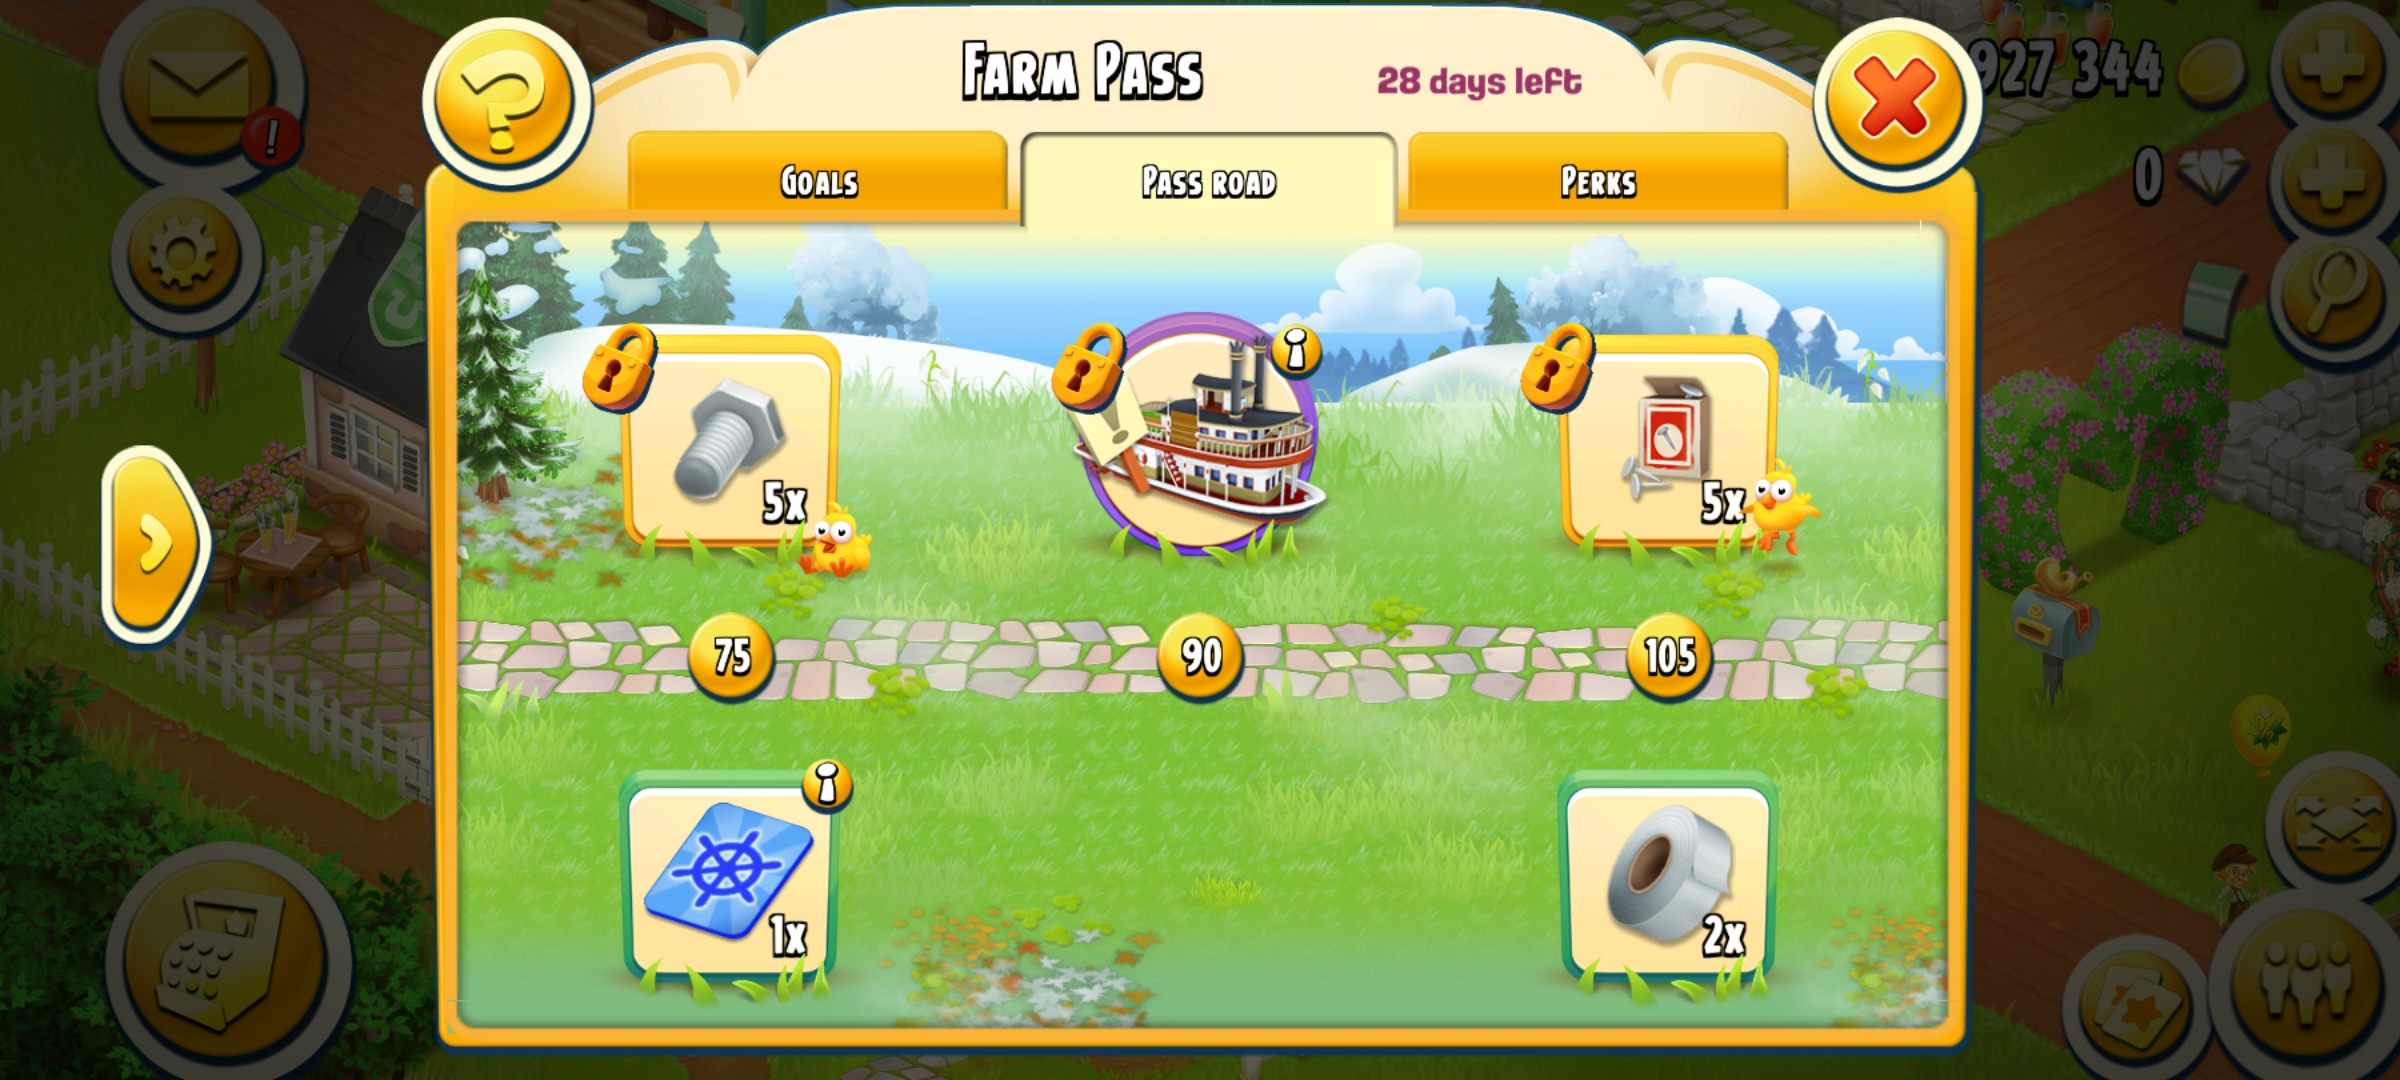 FARM PASS
28 days left
927 344
0
GOALS
PASS ROAD
PERKS
5x
5x
75
90
105
1x
2x